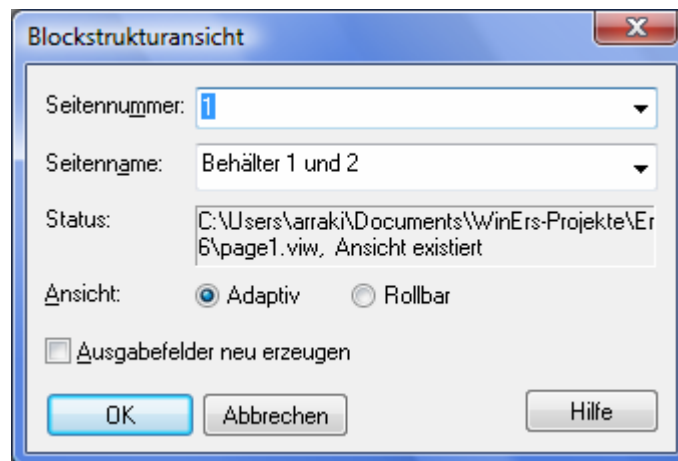 Blockstrukturansicht
Seitennummer: 1
Seitenname: Behälter 1 und 2
Status: C:\Users\arraki\Documents\WinErs-Projekte\Er
6\page1.viw, Ansicht existiert
Ansicht: Adaptiv Rollbar
Ausgabefelder neu erzeugen
OK Abbrechen Hilfe